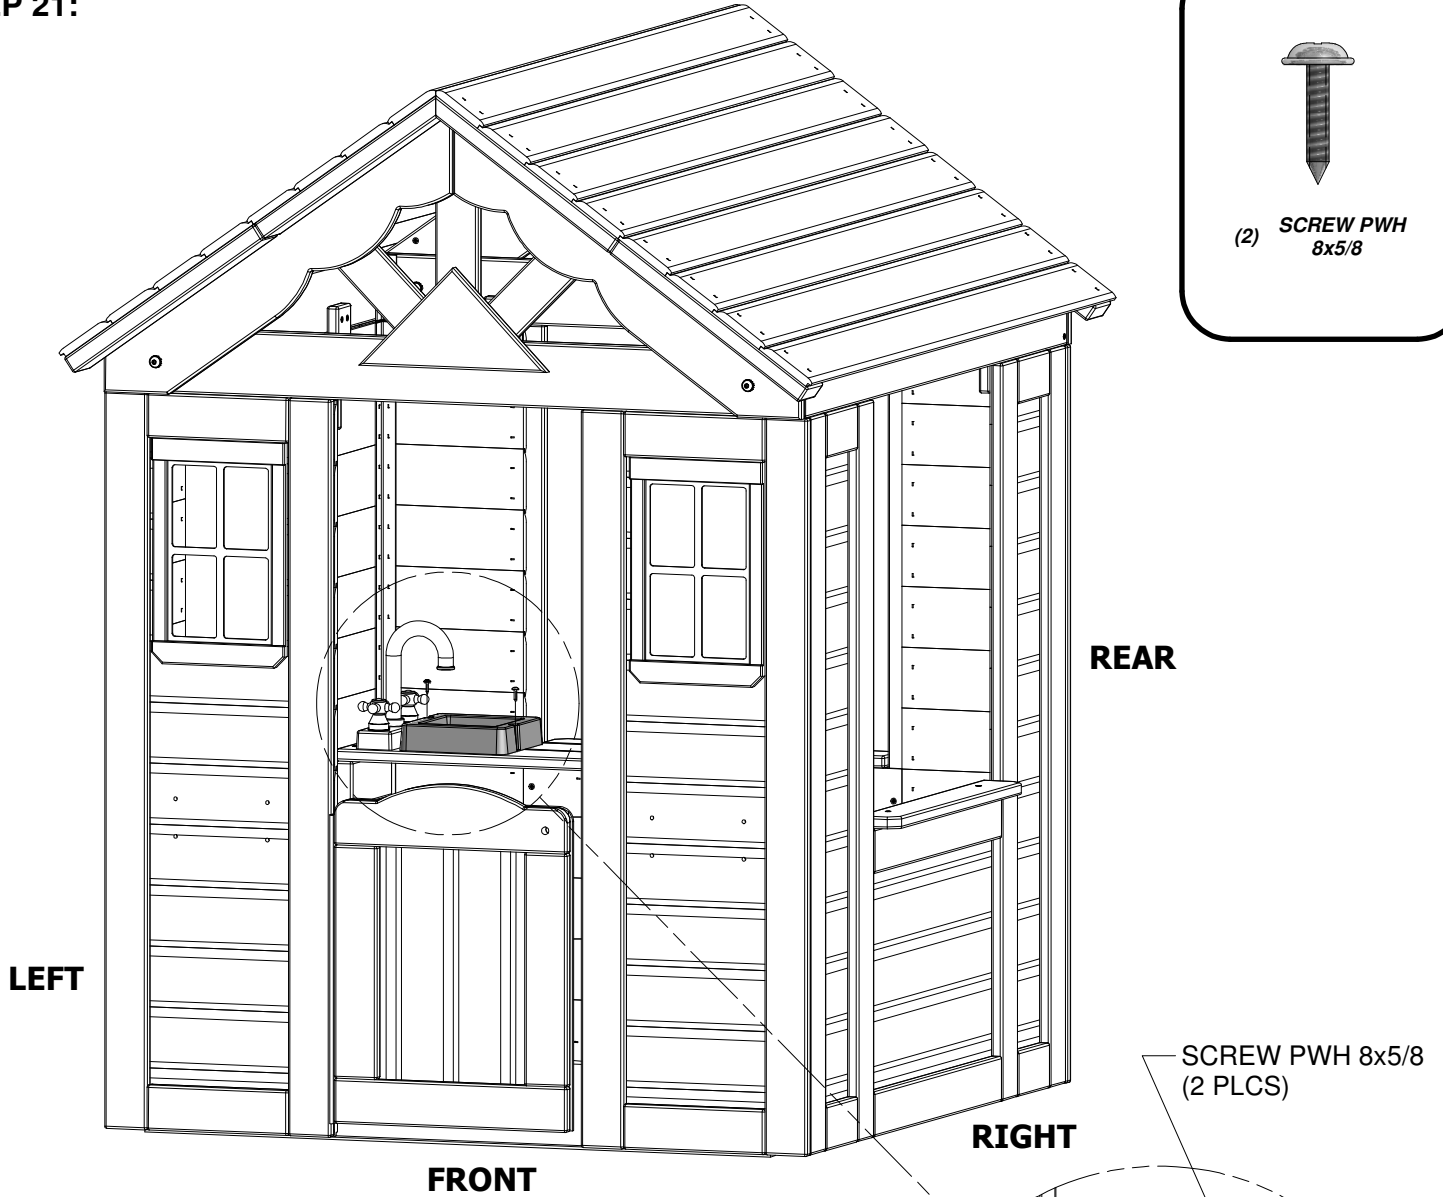 P 21:
(2) SCREW PWH
8x5/8
REAR
LEFT
SCREW PWH 8x5/8
(2 PLCS)
RIGHT
FRONT